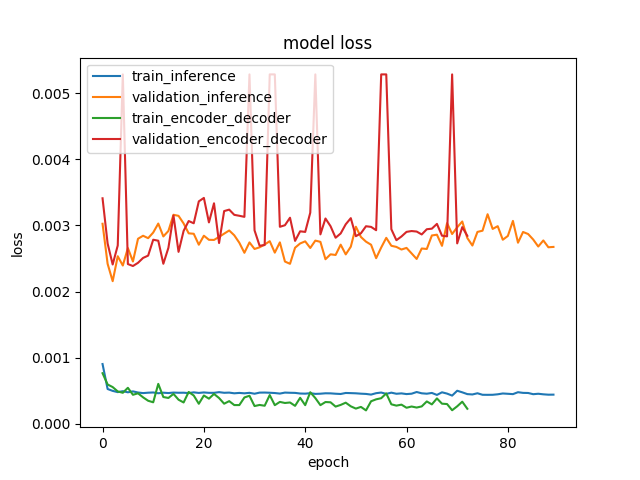 model loss
train_inference
validation_inference
train_encoder_decoder
validation_encoder_decoder
loss
0.005
0.004
0.003
0.002
0.001
0.000
0 20 40 60 80
epoch